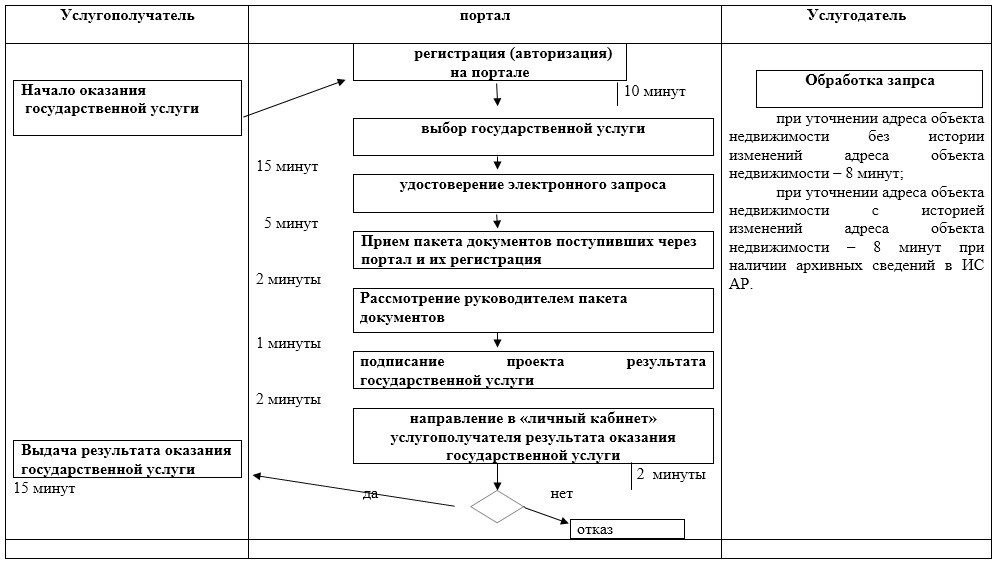 Услугополучатель
портал
Услугодатель
Начало оказания
государственной услуги
Выдача результата оказания
государственной услуги
15 минут
регистрация (авторизация)
на портале
10 минут
выбор государственной услуги
15 минут
удостоверение электронного запроса
5 минут
Прием пакета документов поступивших через
портал и их регистрация
2 минуты
Рассмотрение руководителем пакета
документов
1 минуты
подписание проекта результата
государственной услуги
2 минуты
направление в «личный кабинет»
услугополучателя результата оказания
государственной услуги
2 минуты
да
нет
отказ
Обработка запрса
при уточнении адреса объекта
недвижимости без истории
изменений адреса объекта
недвижимости – 8 минут;
при уточнении адреса объекта
недвижимости с историей
изменений адреса объекта
недвижимости – 8 минут при
наличии архивных сведений в ИС
АР.